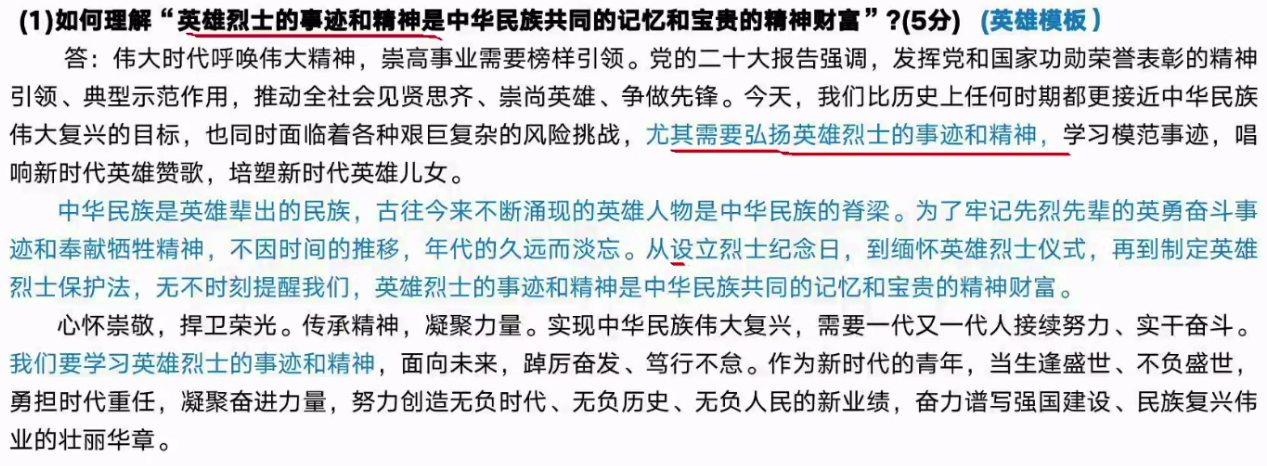 (1)如何理解“英雄烈士的事迹和精神是中华民族共同的记忆和宝贵的精神财富”?(5分) (英雄模板)
答：伟大时代呼唤伟大精神，崇高事业需要榜样引领。党的二十大报告强调，发挥党和国家功勋荣誉表彰的精神
引领、典型示范作用，推动全社会见贤思齐、崇尚英雄、争做先锋。今天，我们比历史上任何时期都更接近中华民族
伟大复兴的目标，也同时面临着各种艰巨复杂的风险挑战，尤其需要弘扬英雄烈士的事迹和精神，学习模范事迹，唱
响新时代英雄赞歌，培塑新时代英雄儿女。
中华民族是英雄辈出的民族，古往今来不断涌现的英雄人物是中华民族的脊梁。为了牢记先烈先辈的英勇奋斗事
迹和奉献牺牲精神，不因时间的推移，年代的久远而淡忘。从设立烈士纪念日，到缅怀英雄烈士仪式，再到制定英雄
烈士保护法，无不时刻提醒我们，英雄烈士的事迹和精神是中华民族共同的记忆和宝贵的精神财富。
心怀崇敬，捍卫荣光。传承精神，凝聚力量。实现中华民族伟大复兴，需要一代又一代人接续努力、实干奋斗。
我们要学习英雄烈士的事迹和精神，面向未来，踔厉奋发、笃行不怠。作为新时代的青年，当生逢盛世、不负盛世，
勇担时代重任，凝聚奋进力量，努力创造无负时代、无负历史、无负人民的新业绩，奋力谱写强国建设、民族复兴伟
业的壮丽华章。